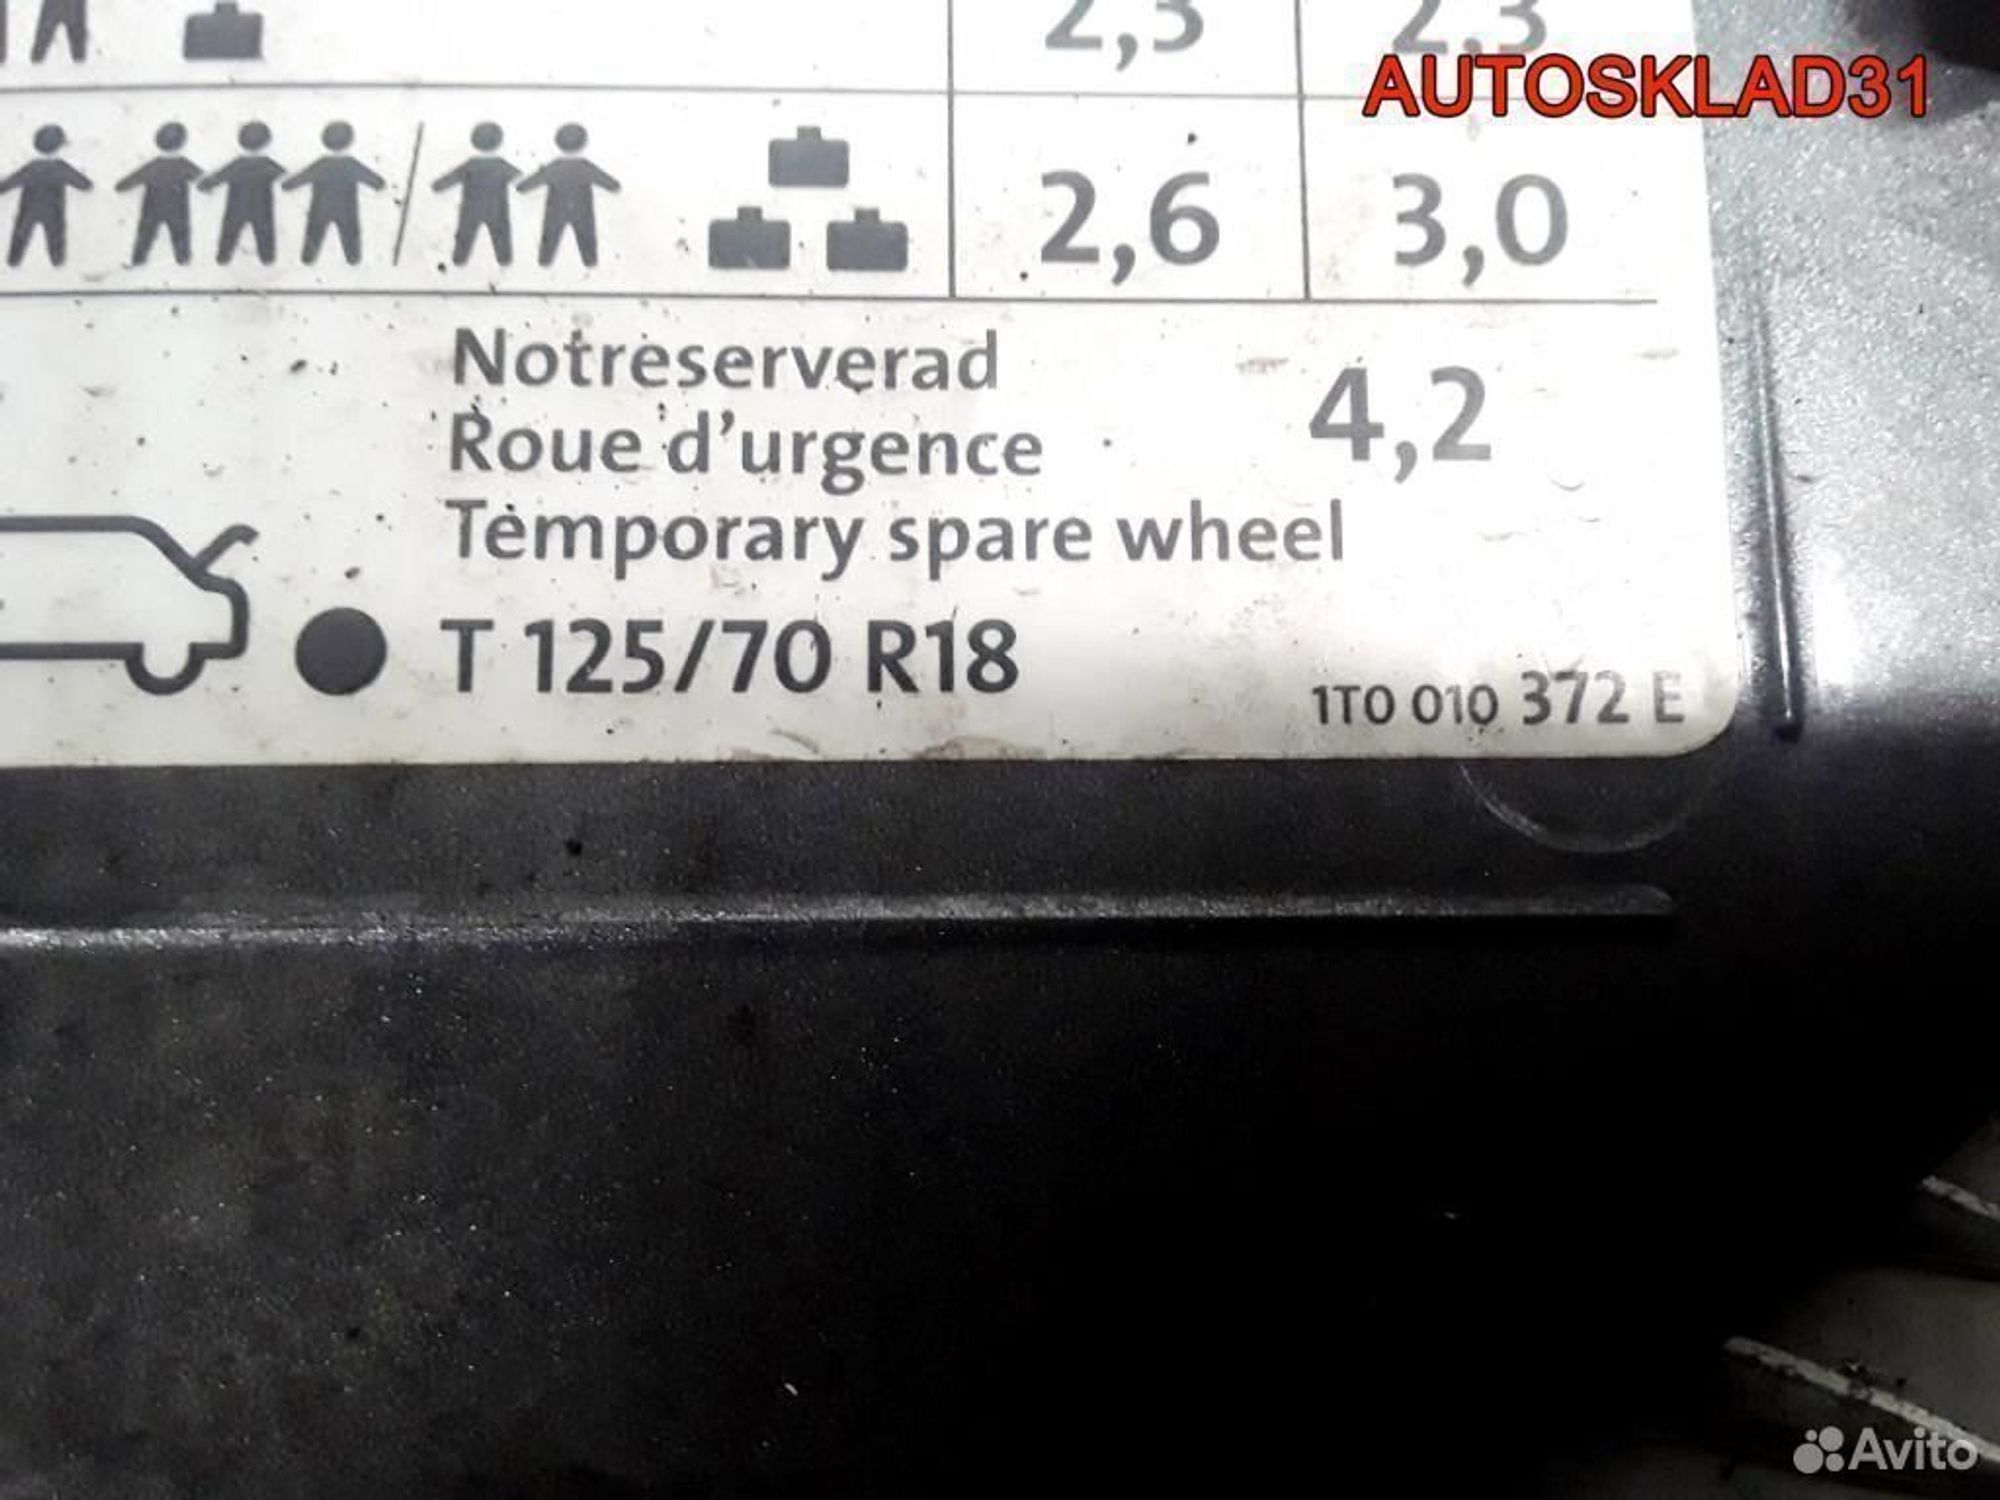 2,3 2,3
AUTOSKLAD31
2,6 3,0
Notreserverad
Roue d'urgence 4,2
Temporary spare wheel
T 125/70 R18
1T0 010 372 E
Avito